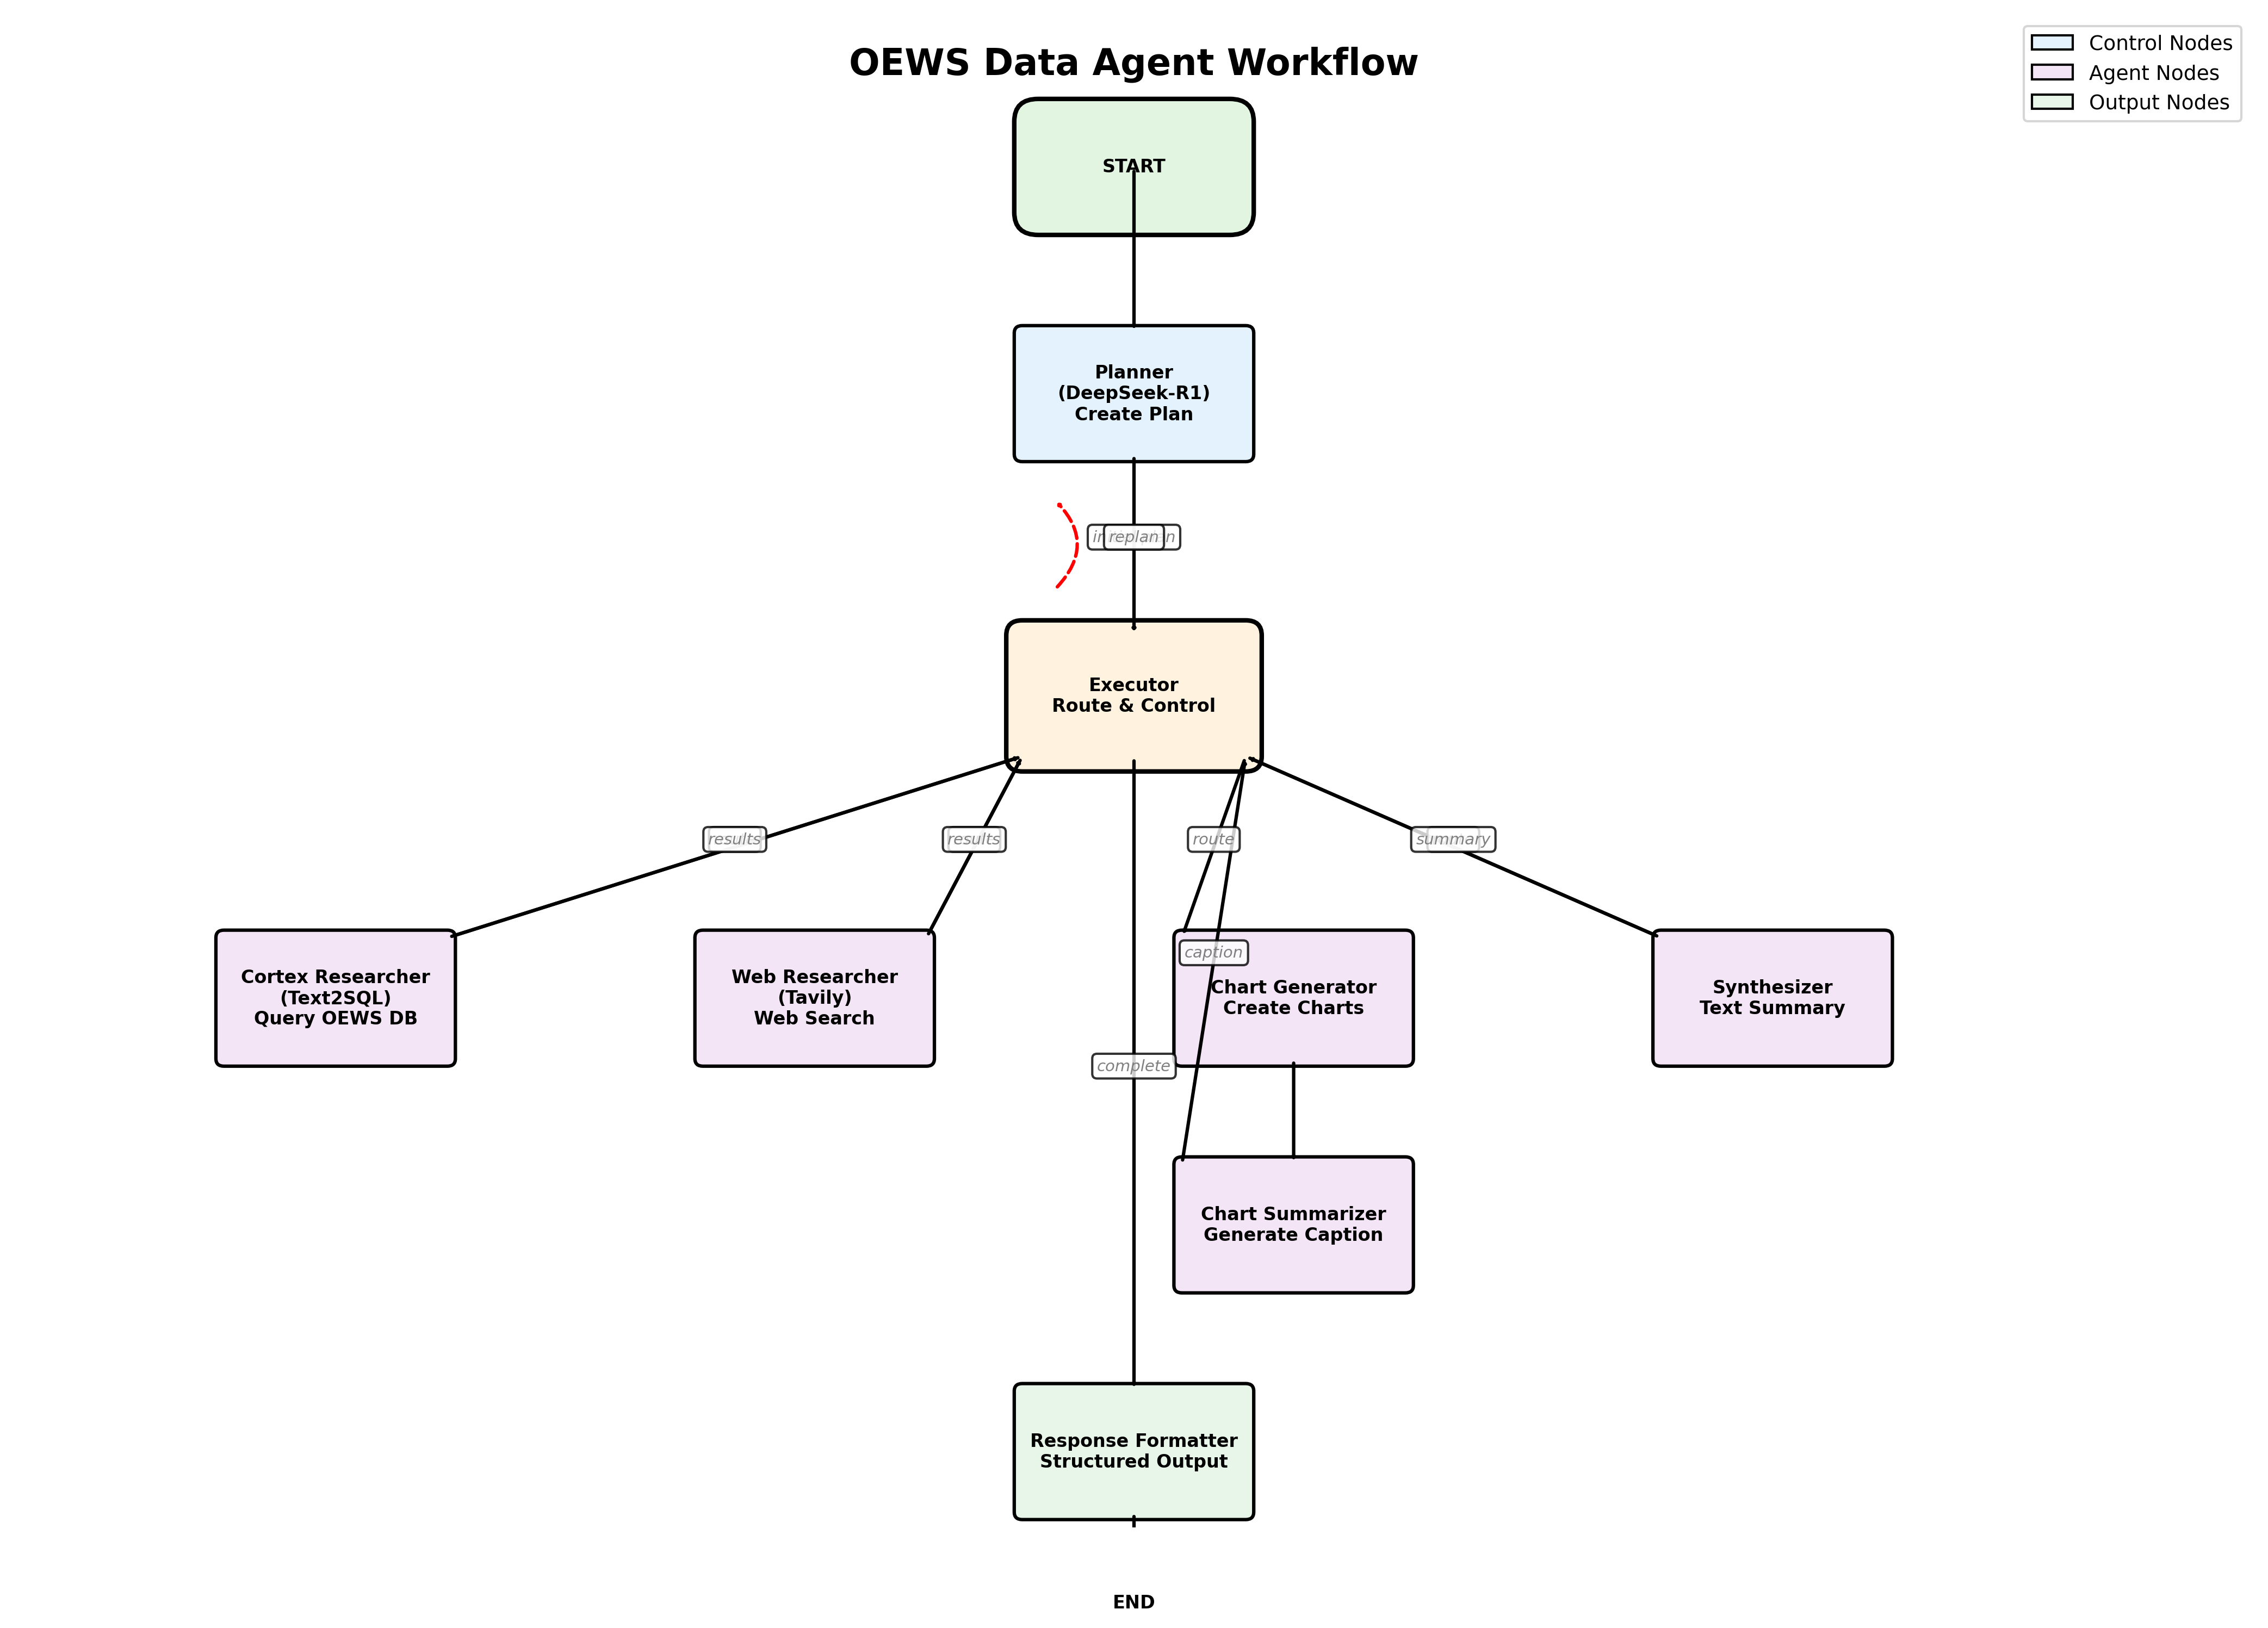 OEWS Data Agent Workflow
Control Nodes
Agent Nodes
Output Nodes
START
Planner
(DeepSeek-R1)
Create Plan
replan
Executor
Route & Control
results
results
route
summary
caption
Cortex Researcher
(Text2SQL)
Query OEWS DB
Web Researcher
(Tavily)
Web Search
Chart Generator
Create Charts
Synthesizer
Text Summary
complete
Chart Summarizer
Generate Caption
Response Formatter
Structured Output
END